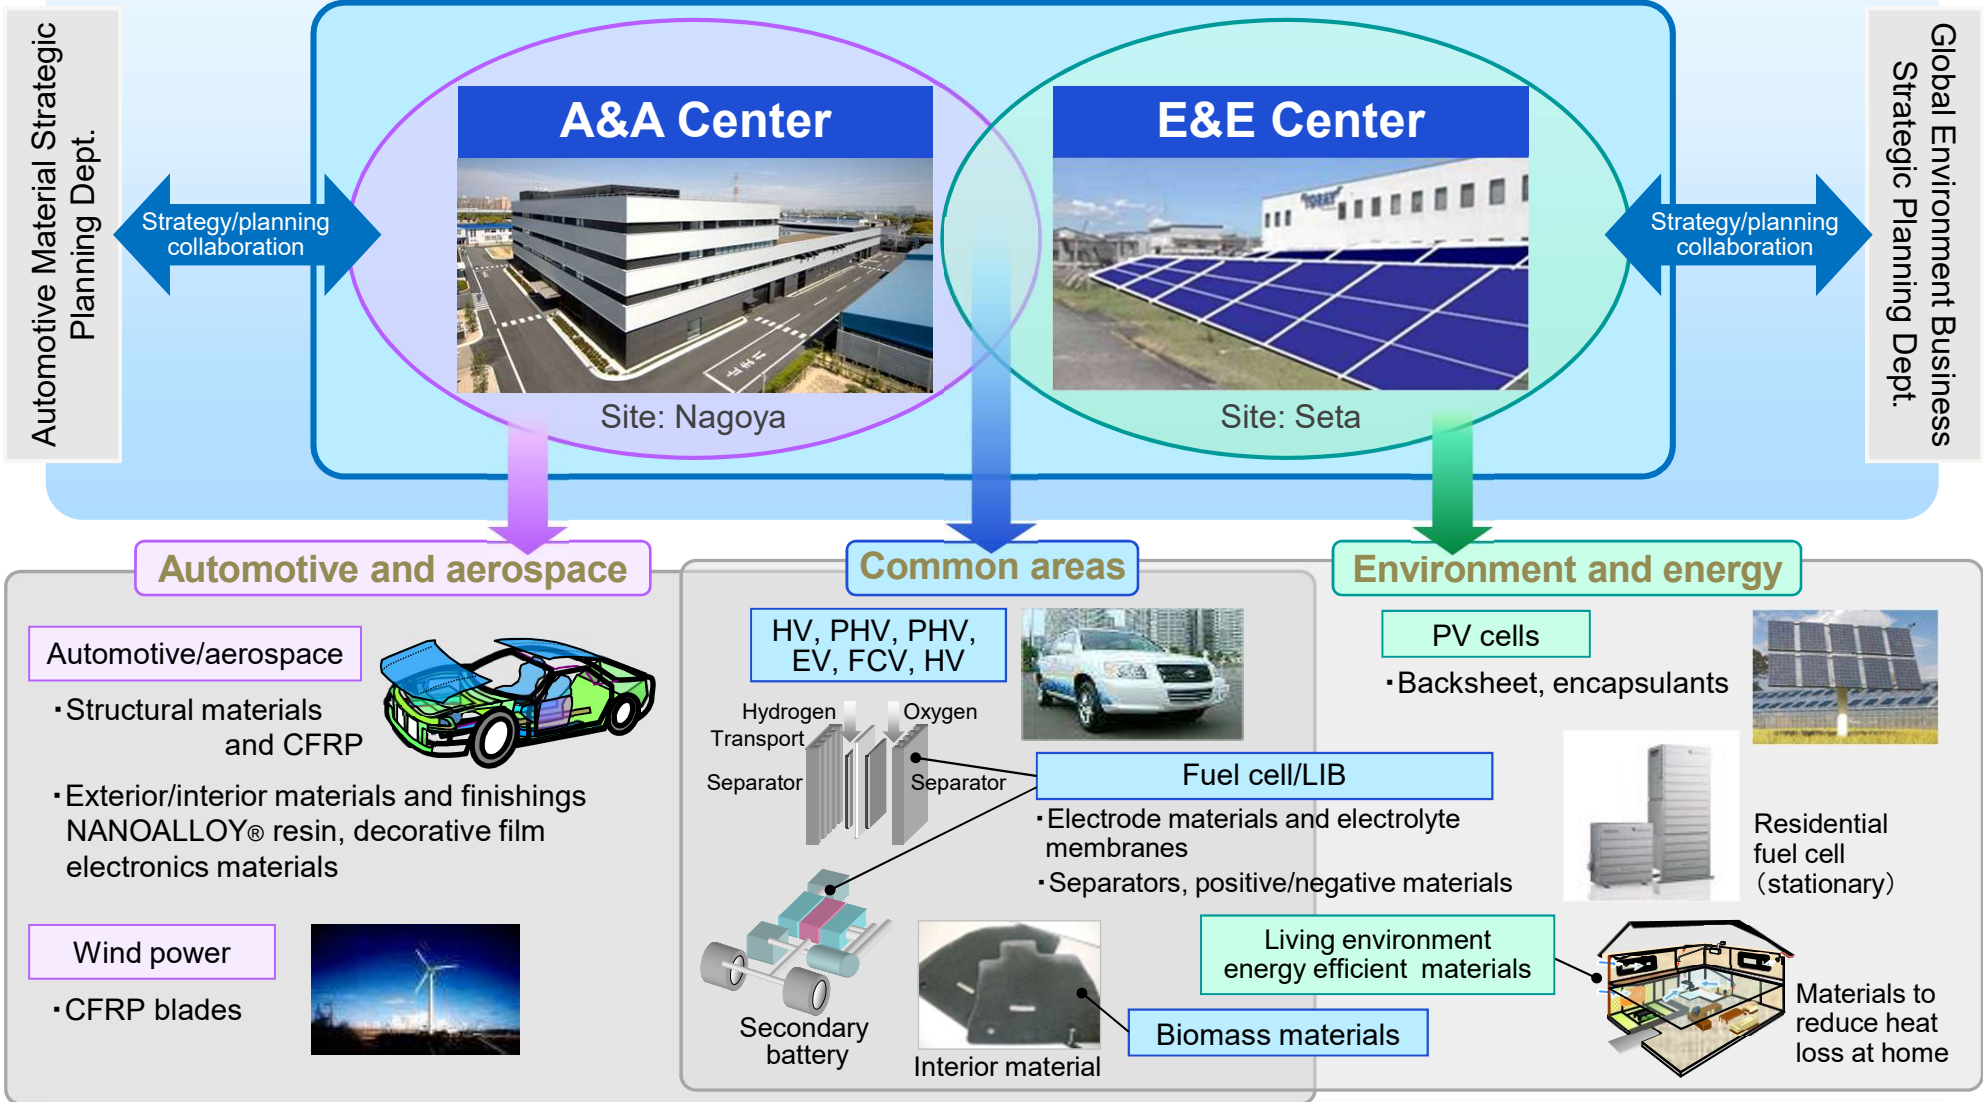 Automotive Material Strategic
Planning Dept.
Strategy/planning
collaboration
A&A Center
Site: Nagoya
E&E Center
TORAY
Site: Seta
Strategy/planning
collaboration
Global Environment Business
Strategic Planning Dept.
Automotive and aerospace
Automotive/aerospace
・Structural materials
and CFRP
・Exterior/interior materials and finishings
NANOALLOY® resin, decorative film
electronics materials
Wind power
・CFRP blades
Common areas
HV, PHV, PHV,
EV, FCV, HV
Hydrogen
Oxygen
Transport
Separator
Separator
Fuel cell/LIB
・Electrode materials and electrolyte
membranes
・Separators, positive/negative materials
Secondary
battery
Interior material
Biomass materials
Environment and energy
PV cells
・Backsheet, encapsulants
Residential
fuel cell
（stationary）
Living environment
energy efficient materials
Materials to
reduce heat
loss at home